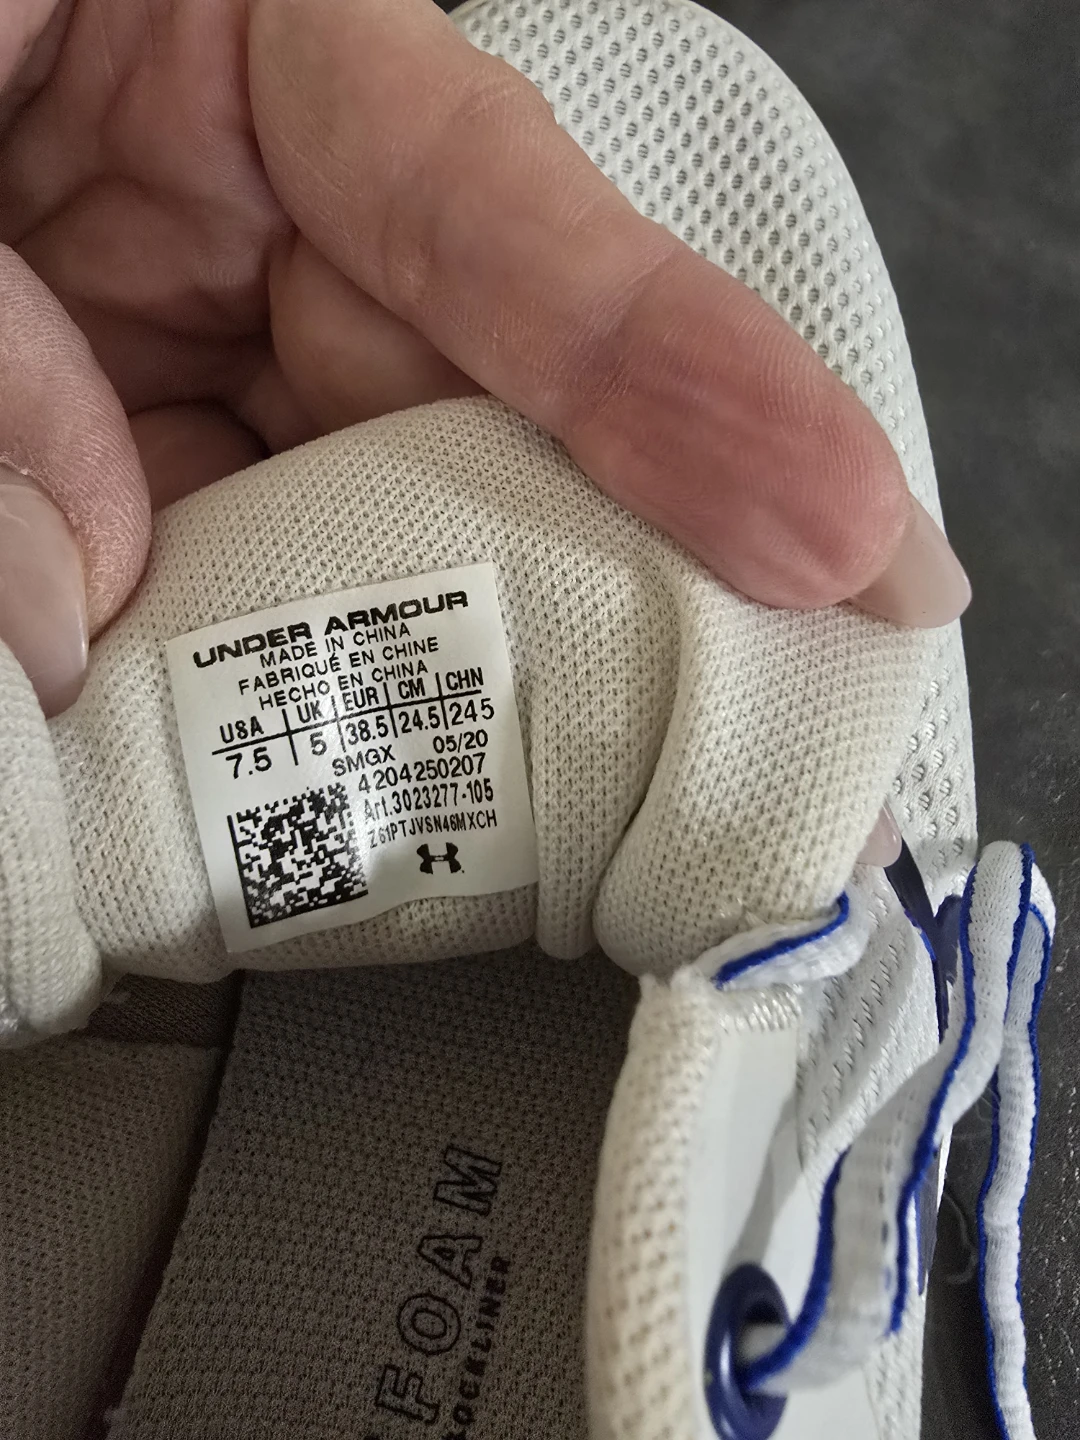 UNDER ARMOUR
MADE IN CHINA
FABRIQUÉ EN CHINE
HECHO EN CHINA
USA | UK | EUR | CM | CHN
7.5 | 5 | 38.5 | 24.5 | 245
SMGX 05/20
4204250207
Art.3023277-105
Z61PTJVSN46MXCH
FOAM
SOCKLINER